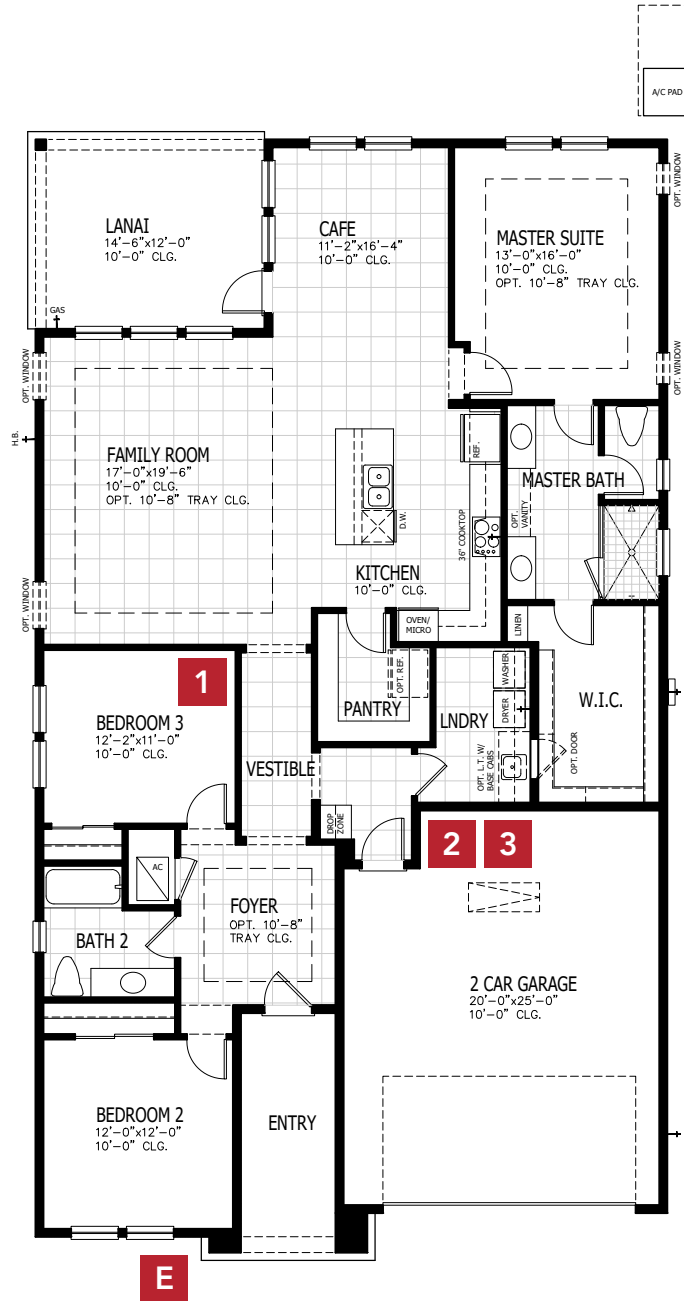 A/C PAD
OPT. WINDOW
LANAI
14'-6"x12'-0"
10'-0" CLG.
CAFE
11'-2"x16'-4"
10'-0" CLG.
MASTER SUITE
13'-0"x16'-0"
10'-0" CLG.
OPT. 10'-8" TRAY CLG.
GAS
OPT. WINDOW
OPT. WINDOW
H.B.
FAMILY ROOM
17'-0"x19'-6"
10'-0" CLG.
OPT. 10'-8" TRAY CLG.
REF.
MASTER BATH
D.W.
36" COOKTOP
OPT.
VANITY
KITCHEN
10'-0" CLG.
OPT. WINDOW
OVEN/
MICRO
LINEN
1
BEDROOM 3
12'-2"x11'-0"
10'-0" CLG.
PANTRY
OPT. REF.
LNDRY
WASHER
DRYER
W.I.C.
VESTIBLE
OPT. L.T. W/
BASE CABS
OPT. DOOR
DROP
ZONE
2
3
AC
FOYER
OPT. 10'-8"
TRAY CLG.
BATH 2
2 CAR GARAGE
20'-0"x25'-0"
10'-0" CLG.
BEDROOM 2
12'-0"x12'-0"
10'-0" CLG.
ENTRY
E